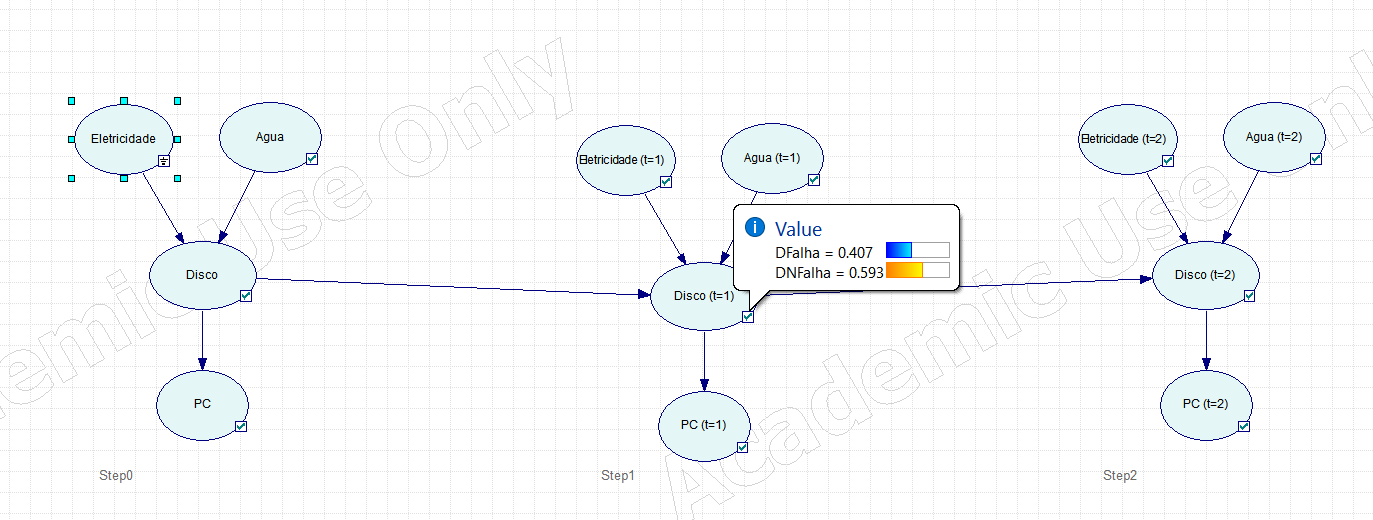 Eletricidade
Agua
Eletricidade (t=1)
Agua (t=1)
Eletricidade (t=2)
Agua (t=2)
Value
DFalha = 0.407
DNFalha = 0.593
Disco
Disco (t=1)
Disco (t=2)
PC
PC (t=1)
PC (t=2)
Step0
Step1
Step2
Academic Use Only
Academic Use Only